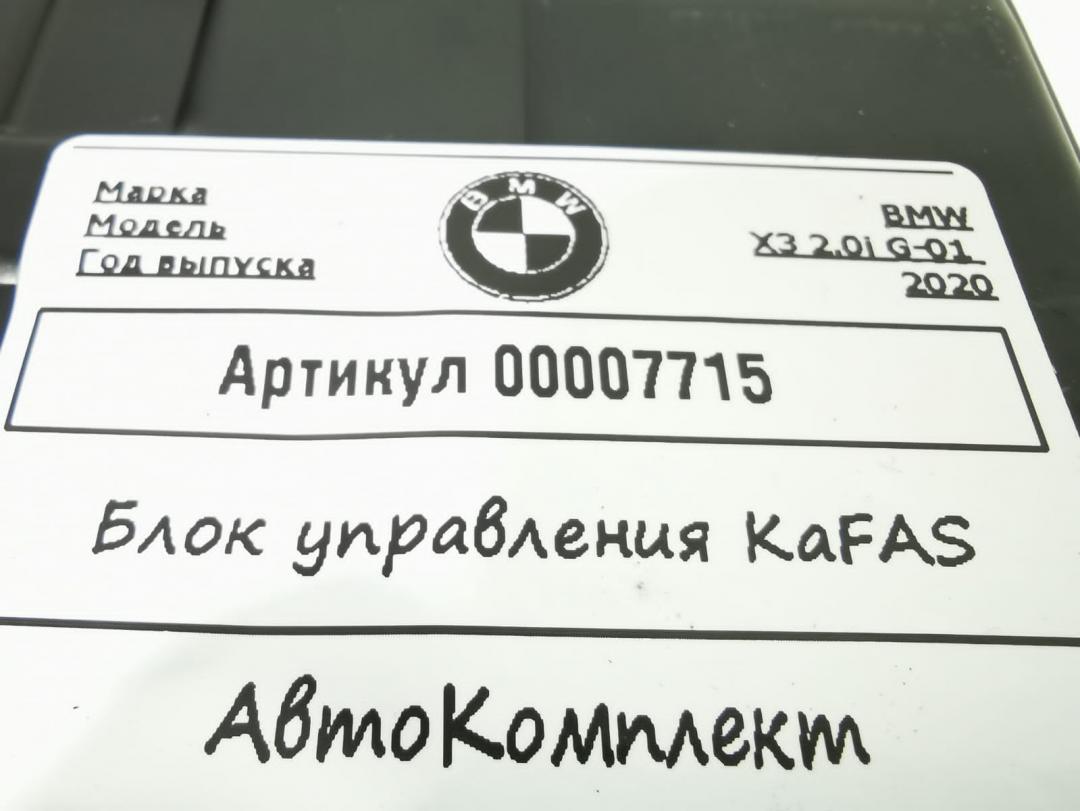 Марка BMW
Модель X3 2.0i G-01
Год выпуска 2020
BMW
Артикул 00007715
Блок управления KaFAS
АвтоКомплект